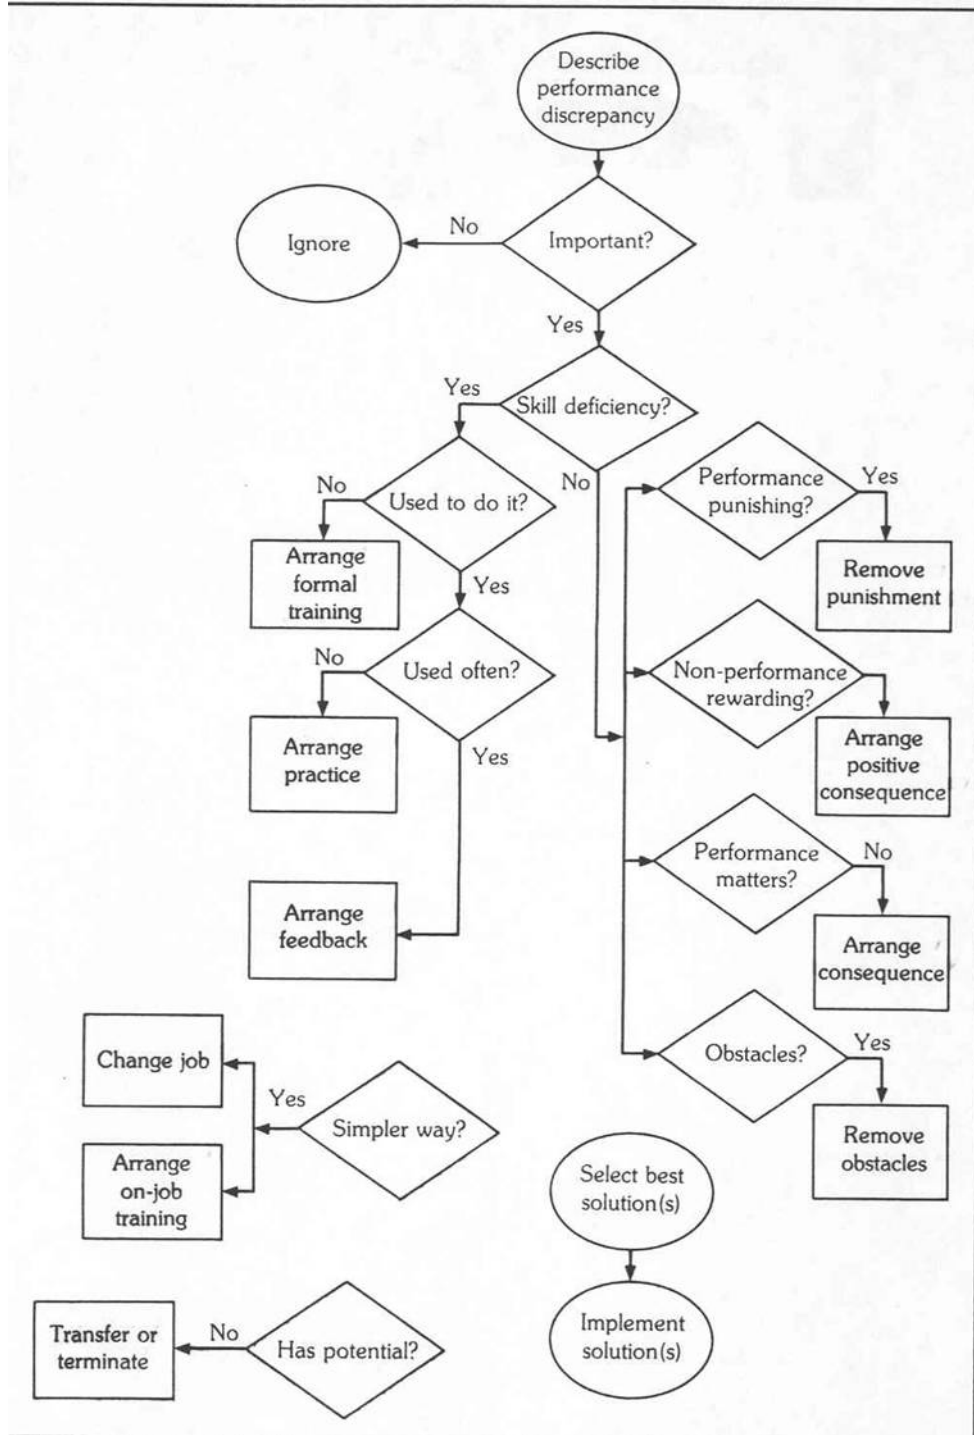 Describe
performance
discrepancy
No
Ignore
Important?
Yes
Yes
Skill deficiency?
No
Performance
punishing?
Yes
No
Used to do it?
Arrange
formal
training
Remove
punishment
Yes
No
Used often?
Non-performance
rewarding?
Arrange
practice
Yes
Arrange
positive
consequence
Performance
matters?
No
Arrange
feedback
Arrange
consequence
Change job
Obstacles?
Yes
Yes
Simpler way?
Remove
obstacles
Arrange
on-job
training
Select best
solution(s)
Transfer or
terminate
No
Has potential?
Implement
solution(s)